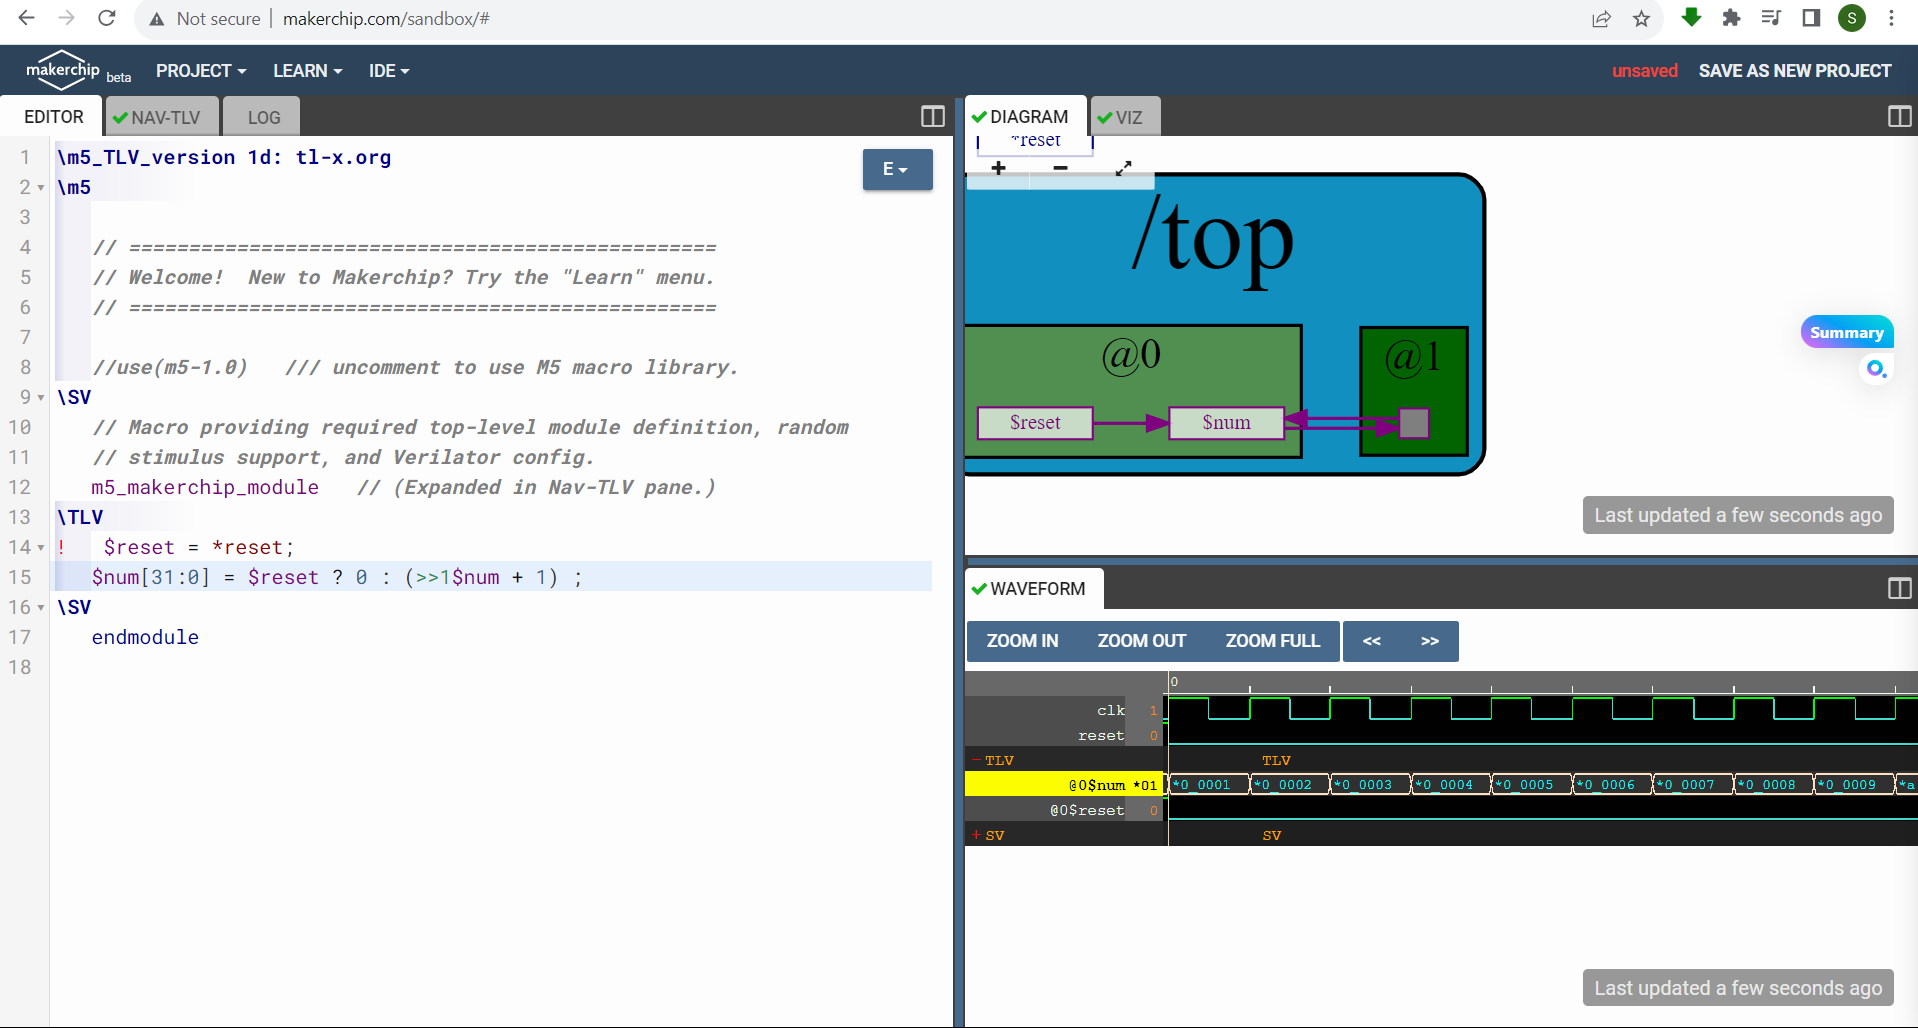 Not secure | makerchip.com/sandbox/#
S
makerchip beta PROJECT LEARN IDE
unsaved SAVE AS NEW PROJECT
EDITOR NAV-TLV LOG
1 \m5_TLV_version 1d: tl-x.org
2 \m5
3
4 // =================================================
5 // Welcome!  New to Makerchip? Try the "Learn" menu.
6 // =================================================
7
8 //use(m5-1.0)   /// uncomment to use M5 macro library.
9 \SV
10 // Macro providing required top-level module definition, random
11 // stimulus support, and Verilator config.
12 m5_makerchip_module   // (Expanded in Nav-TLV pane.)
13 \TLV
14 !   $reset = *reset;
15 $num[31:0] = $reset ? 0 : (>>1$num + 1) ;
16 \SV
17 endmodule
18
E
DIAGRAM VIZ
*reset
+ −
/top
@0 @1
$reset $num
Summary
Last updated a few seconds ago
WAVEFORM
ZOOM IN ZOOM OUT ZOOM FULL << >>
0
clk 1
reset 0
− TLV TLV
@0$num *01 *0_0001 *0_0002 *0_0003 *0_0004 *0_0005 *0_0006 *0_0007 *0_0008 *0_0009 *a
@0$reset 0
+ SV SV
Last updated a few seconds ago